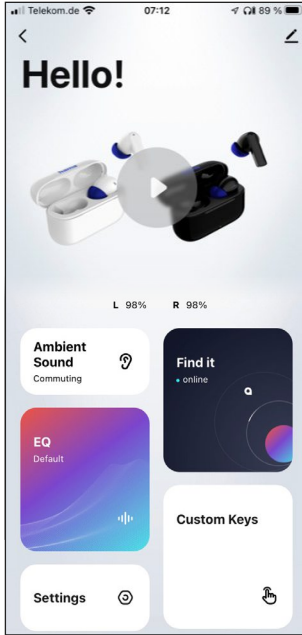 Telekom.de 07:12 89 %
Hello!
L 98% R 98%
Ambient
Sound
Commuting
Find it
online
EQ
Default
Custom Keys
Settings